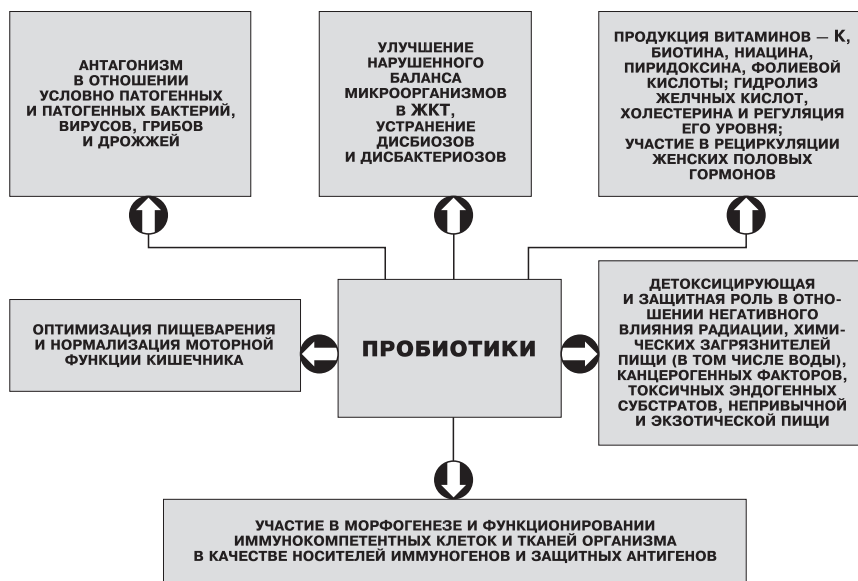 АНТАГОНИЗМ
В ОТНОШЕНИИ
УСЛОВНО ПАТОГЕННЫХ
И ПАТОГЕННЫХ БАКТЕРИЙ,
ВИРУСОВ, ГРИБОВ
И ДРОЖЖЕЙ
УЛУЧШЕНИЕ
НАРУШЕННОГО
БАЛАНСА
МИКРООРГАНИЗМОВ
В ЖКТ,
УСТРАНЕНИЕ
ДИСБИОЗОВ
И ДИСБАКТЕРИОЗОВ
ПРОДУКЦИЯ ВИТАМИНОВ — К,
БИОТИНА, НИАЦИНА,
ПИРИДОКСИНА, ФОЛИЕВОЙ
КИСЛОТЫ; ГИДРОЛИЗ
ЖЕЛЧНЫХ КИСЛОТ,
ХОЛЕСТЕРИНА И РЕГУЛЯЦИЯ
ЕГО УРОВНЯ;
УЧАСТИЕ В РЕЦИРКУЛЯЦИИ
ЖЕНСКИХ ПОЛОВЫХ
ГОРМОНОВ
ОПТИМИЗАЦИЯ ПИЩЕВАРЕНИЯ
И НОРМАЛИЗАЦИЯ МОТОРНОЙ
ФУНКЦИИ КИШЕЧНИКА
ПРОБИОТИКИ
ДЕТОКСИЦИРУЮЩАЯ
И ЗАЩИТНАЯ РОЛЬ В ОТНО-
ШЕНИИ НЕГАТИВНОГО
ВЛИЯНИЯ РАДИАЦИИ, ХИМИ-
ЧЕСКИХ ЗАГРЯЗНИТЕЛЕЙ
ПИЩИ (В ТОМ ЧИСЛЕ ВОДЫ),
КАНЦЕРОГЕННЫХ ФАКТОРОВ,
ТОКСИЧНЫХ ЭНДОГЕННЫХ
СУБСТРАТОВ, НЕПРИВЫЧНОЙ
И ЭКЗОТИЧЕСКОЙ ПИЩИ
УЧАСТИЕ В МОРФОГЕНЕЗЕ И ФУНКЦИОНИРОВАНИИ
ИММУНОКОМПЕТЕНТНЫХ КЛЕТОК И ТКАНЕЙ ОРГАНИЗМА
В КАЧЕСТВЕ НОСИТЕЛЕЙ ИММУНОГЕНОВ И ЗАЩИТНЫХ АНТИГЕНОВ